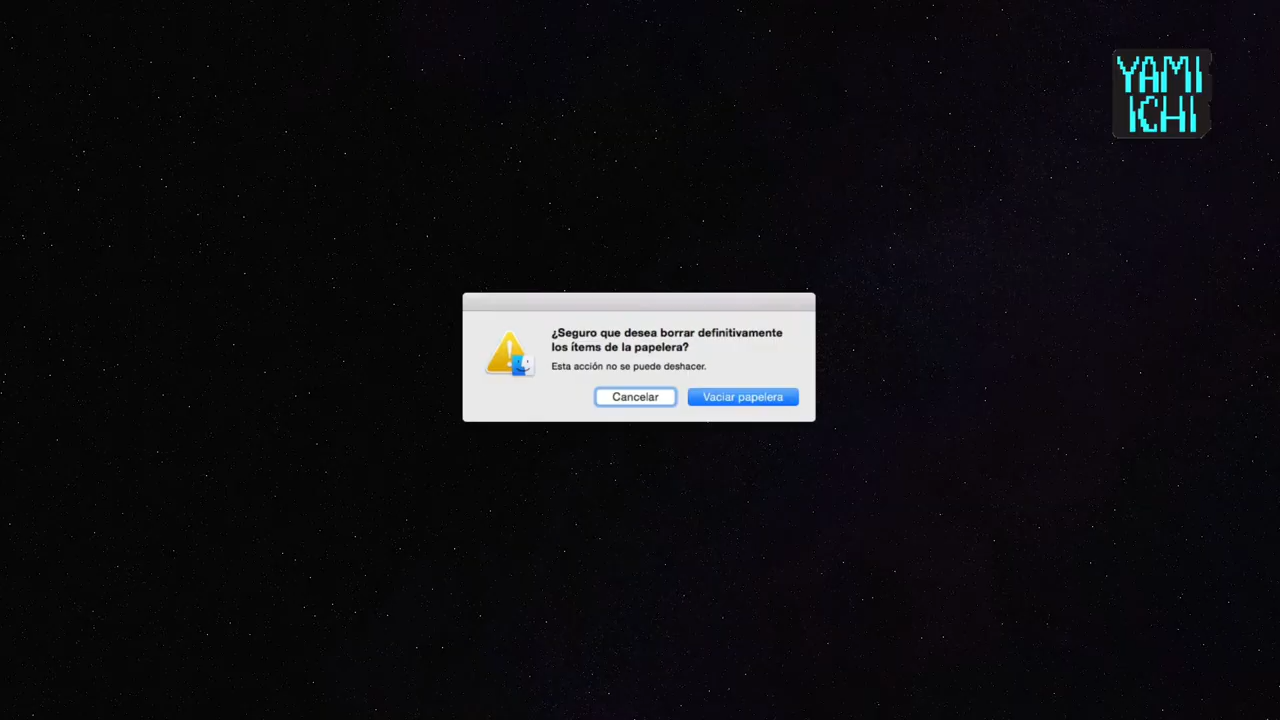 YAMI
ICHI
¿Seguro que desea borrar definitivamente
los ítems de la papelera?
Esta acción no se puede deshacer.
Cancelar Vaciar papelera